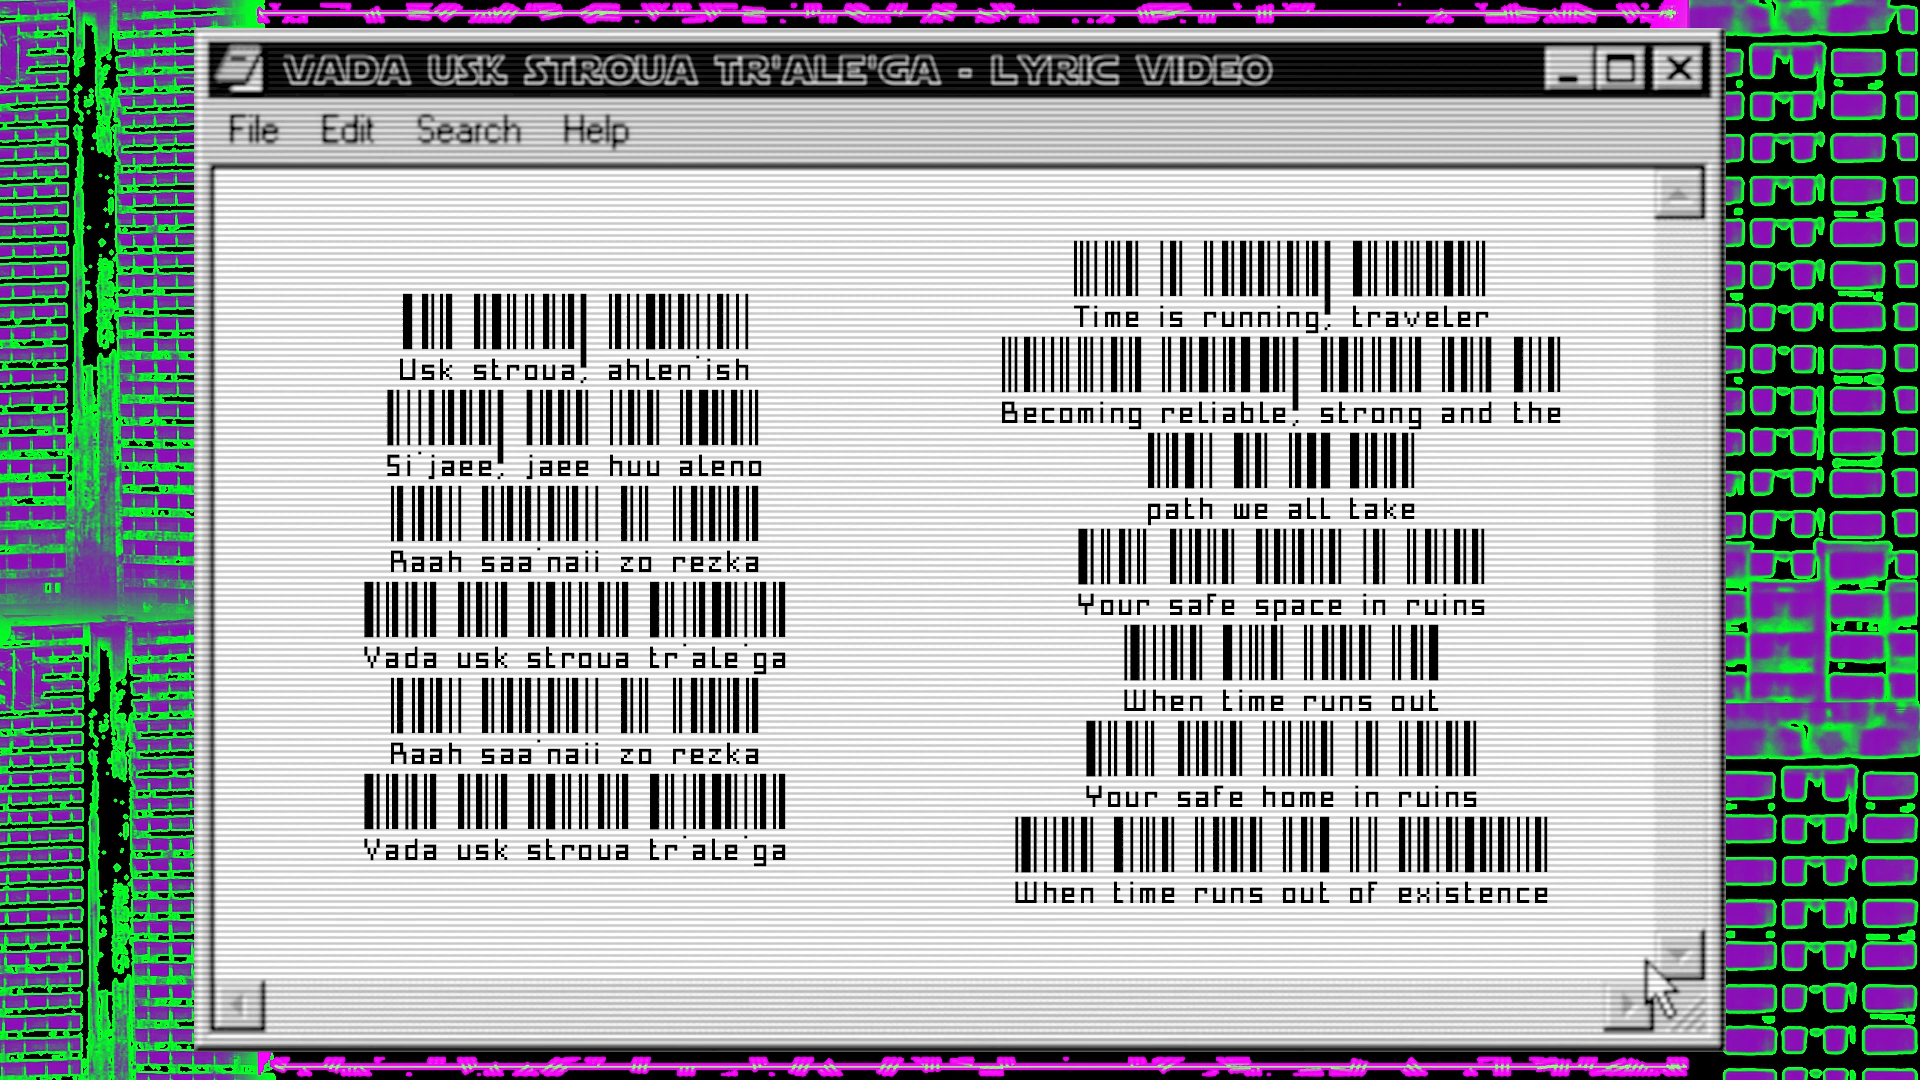 VADA USK STROUA TR'ALE'GA - LYRIC VIDEO
File Edit Search Help
Usk stroua, ahlen'ish
Si'jaee, jaee huu aleno
Raah saa'naii zo rezka
Vada usk stroua tr'ale'ga
Raah saa'naii zo rezka
Vada usk stroua tr'ale'ga
Time is running, traveler
Becoming reliable, strong and the
path we all take
Your safe space in ruins
When time runs out
Your safe home in ruins
When time runs out of existence